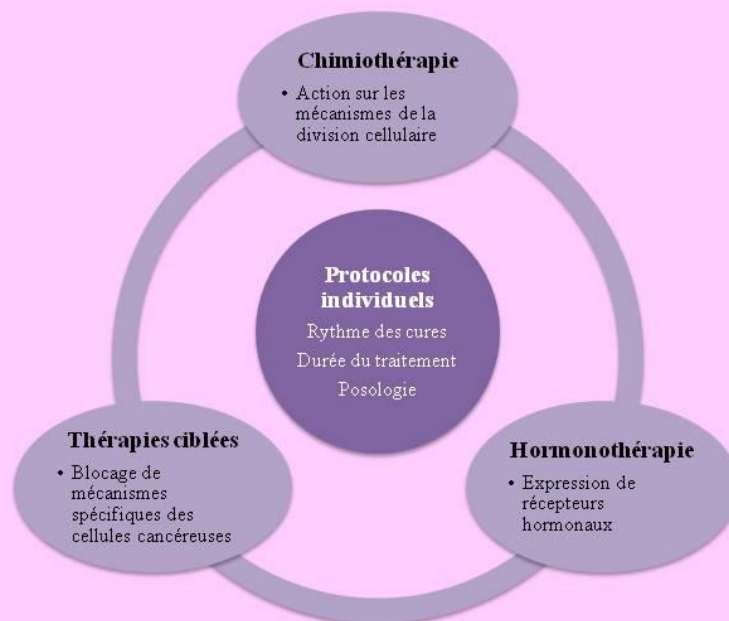 Chimiothérapie
• Action sur les
mécanismes de la
division cellulaire
Protocoles
individuels
Rythme des cures
Durée du traitement
Posologie
Thérapies ciblées
• Blocage de
mécanismes
spécifiques des
cellules cancéreuses
Hormonothérapie
• Expression de
récepteurs
hormonaux